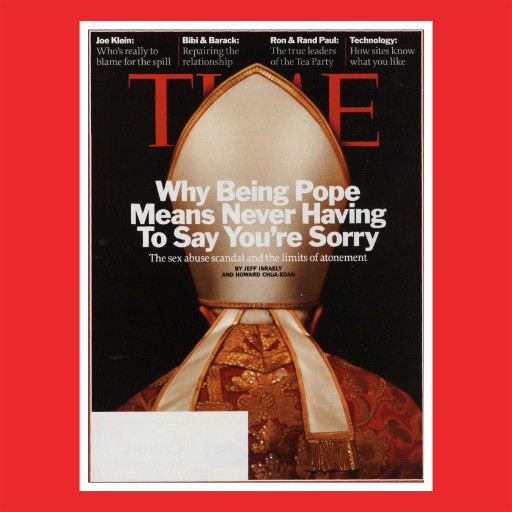 Joe Klein:
Who's really to
blame for the spill
Bibi & Barack:
Repairing the
relationship
Ron & Rand Paul:
The true leaders
of the Tea Party
Technology:
How sites know
what you like
TIME
Why Being Pope
Means Never Having
To Say You're Sorry
The sex abuse scandal and the limits of atonement
BY JEFF ISRAELY
AND HOWARD CHUA-EOAN